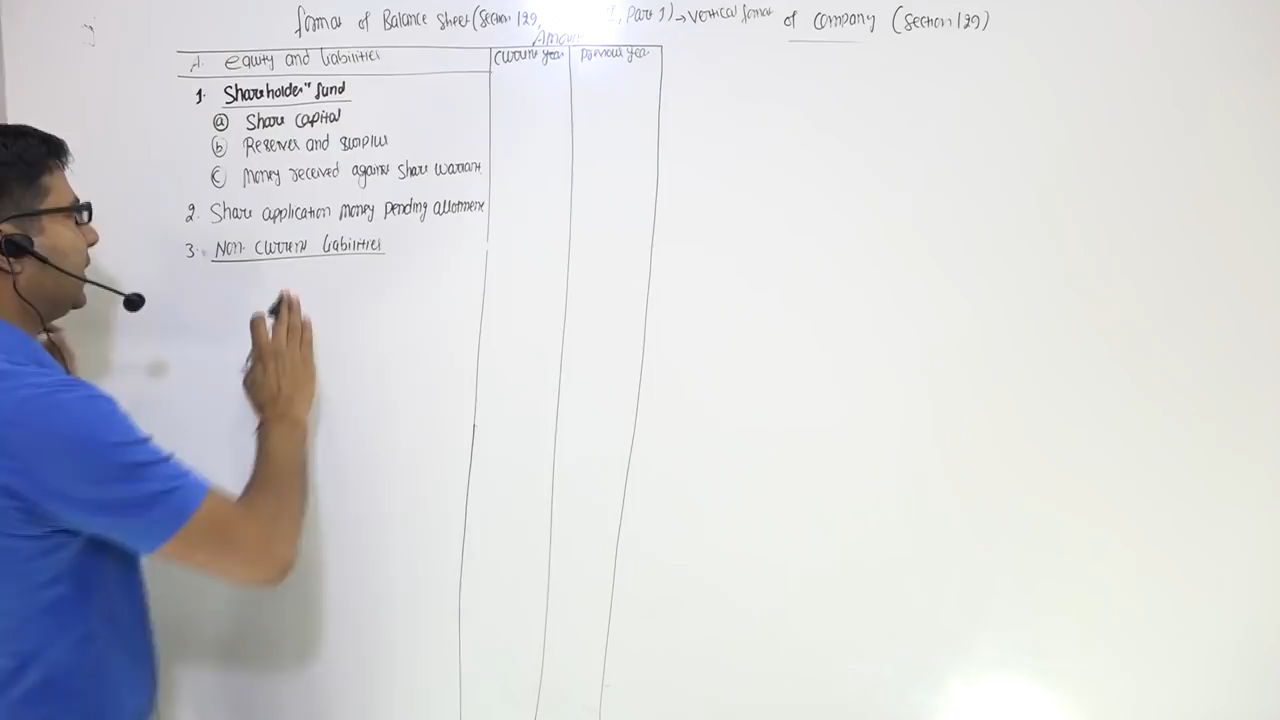 format of Balance Sheet (Section 129, I, Part 1) → Vertical format of company (Section 129)
Amount
A. equity and liabilities current year previous year
1. Shareholder" fund
(a) Share capital
(b) Reserves and surplus
(c) Money received against share warrant
2. Share application money pending allotment
3. Non-current liabilities